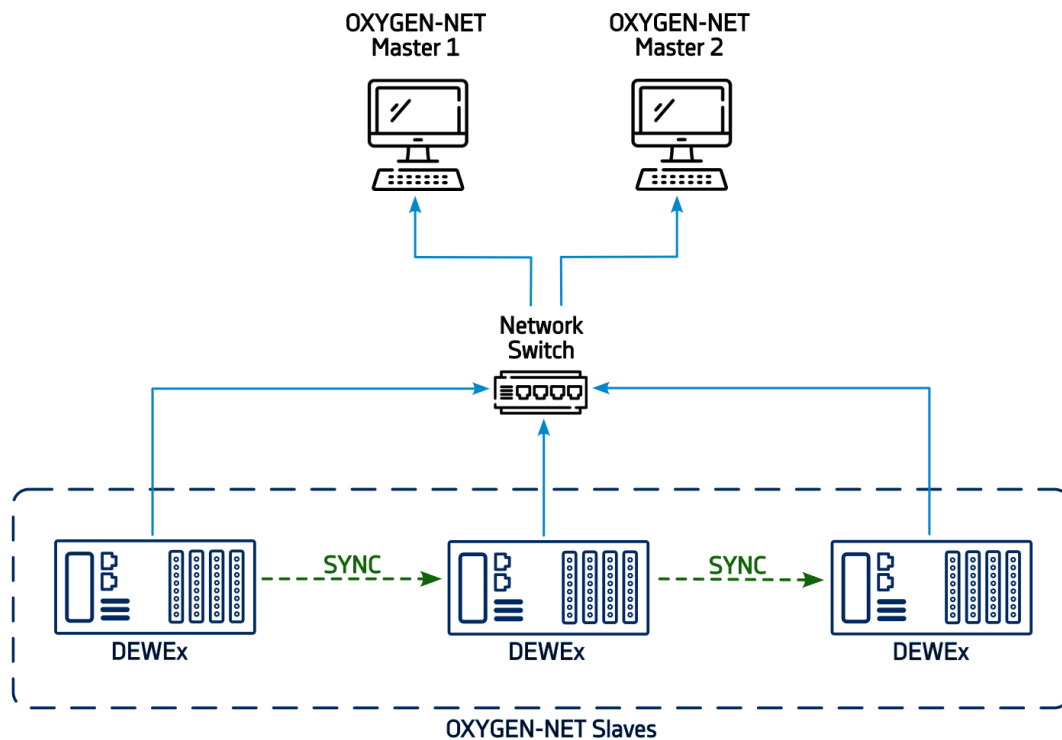 OXYGEN-NET
Master 1
OXYGEN-NET
Master 2
Network
Switch
SYNC
SYNC
DEWEx
DEWEx
DEWEx
OXYGEN-NET Slaves